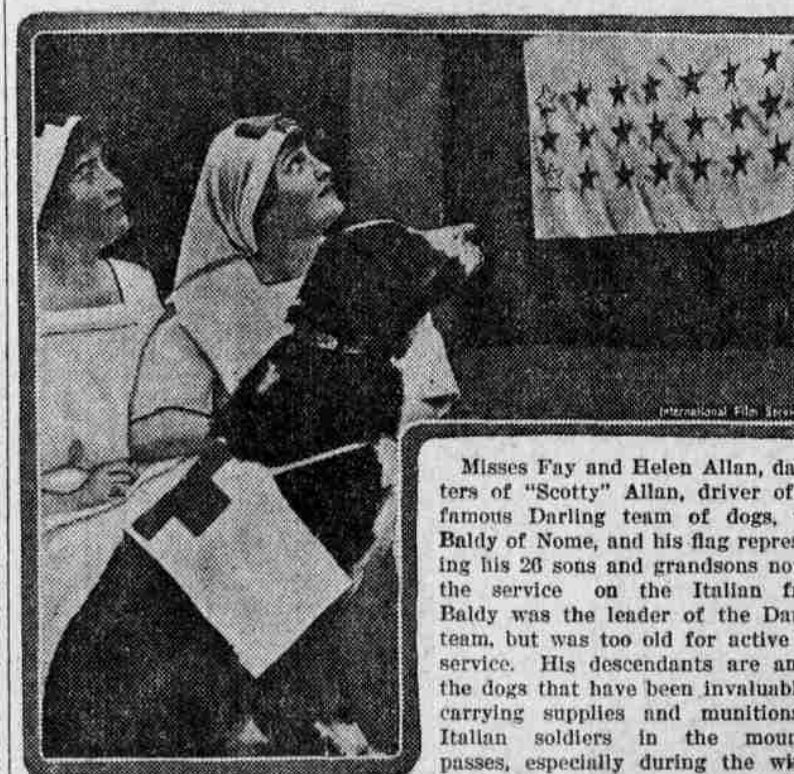 International Film Serv
Misses Fay and Helen Allan, da
ters of "Scotty" Allan, driver of
famous Darling team of dogs,
Baldy of Nome, and his flag repres
ing his 26 sons and grandsons no
the service on the Italian f
Baldy was the leader of the Da
team, but was too old for active
service. His descendants are an
the dogs that have been invaluabl
carrying supplies and munitions
Italian soldiers in the moun
passes, especially during the wi